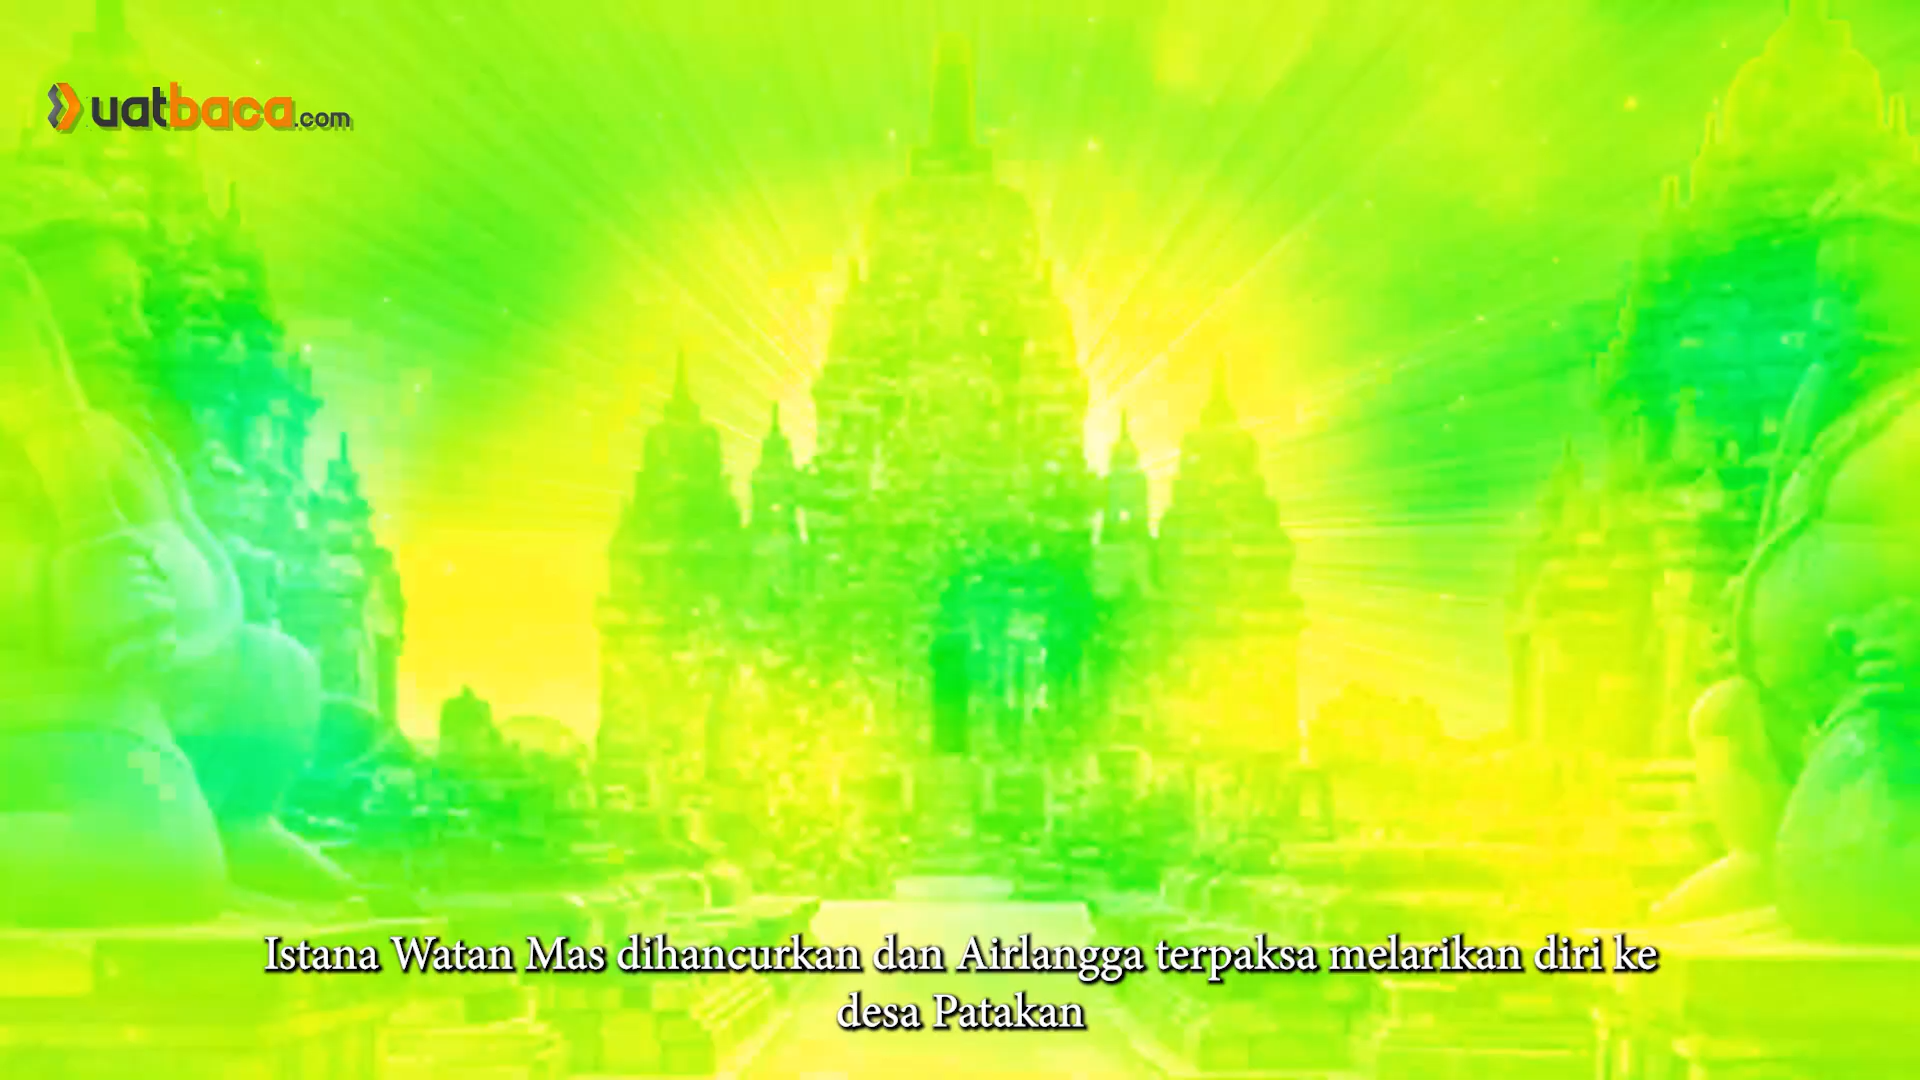 uatbaca.com
Istana Watan Mas dihancurkan dan Airlangga terpaksa melarikan diri ke
desa Patakan